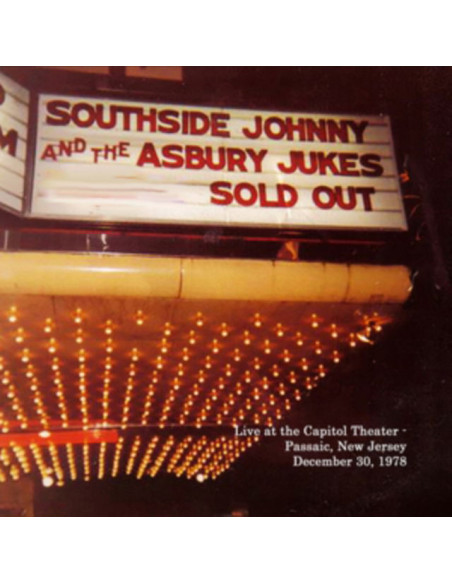 SOUTHSIDE JOHNNY
AND THE ASBURY JUKES
SOLD OUT
Live at the Capitol Theater -
Passaic, New Jersey
December 30, 1978